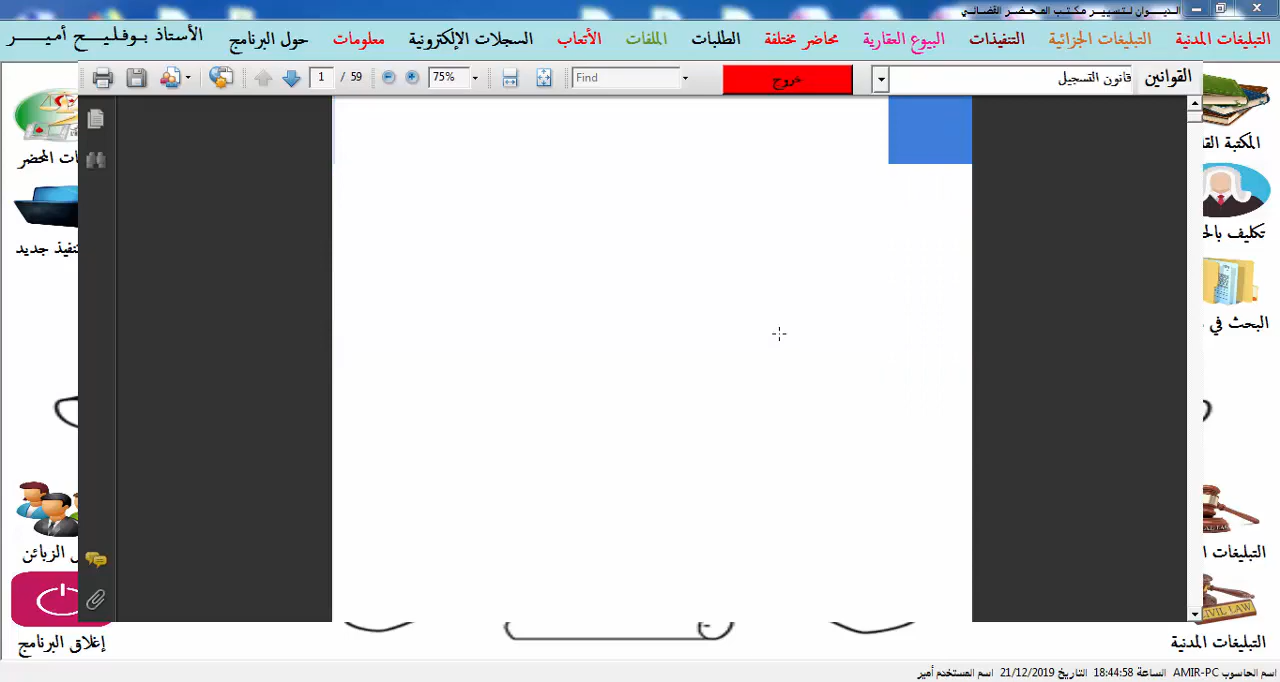 الديوان لتسيير مكتب المحضر القضائي
التبليغات المدنية التبليغات الجزائية التنفيذات البيوع العقارية محاضر مختلفة الطلبات الملفات الأتعاب السجلات الإلكترونية معلومات حول البرنامج الأستاذ بوفليح أمير
القوانين قانون التسجيل خروج Find 75% 1 / 59
المكتبة
تكليف
البحث في
التبليغات
التبليغات المدنية
المحضر
تنفيذ جديد
الزبائن
إغلاق البرنامج
اسم الحاسوب AMIR-PC الساعة 18:44:58 التاريخ 21/12/2019 اسم المستخدم أمير